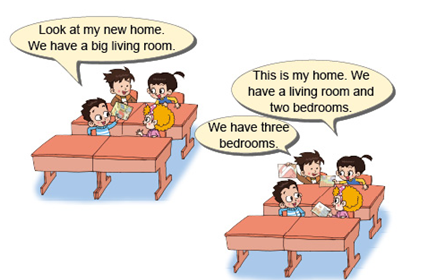 Look at my new home.
We have a big living room.
This is my home. We
have a living room and
two bedrooms.
We have three
bedrooms.